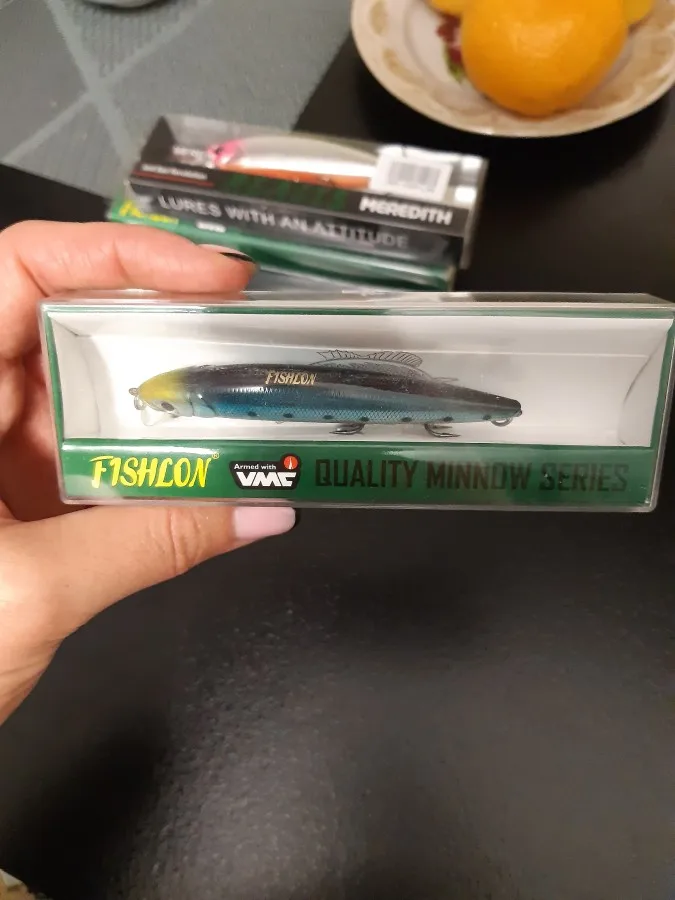 MEREDITH
LURES WITH AN ATTITUDE
FISHLON
FISHLON®
Armed with
VMC
QUALITY MINNOW SERIES